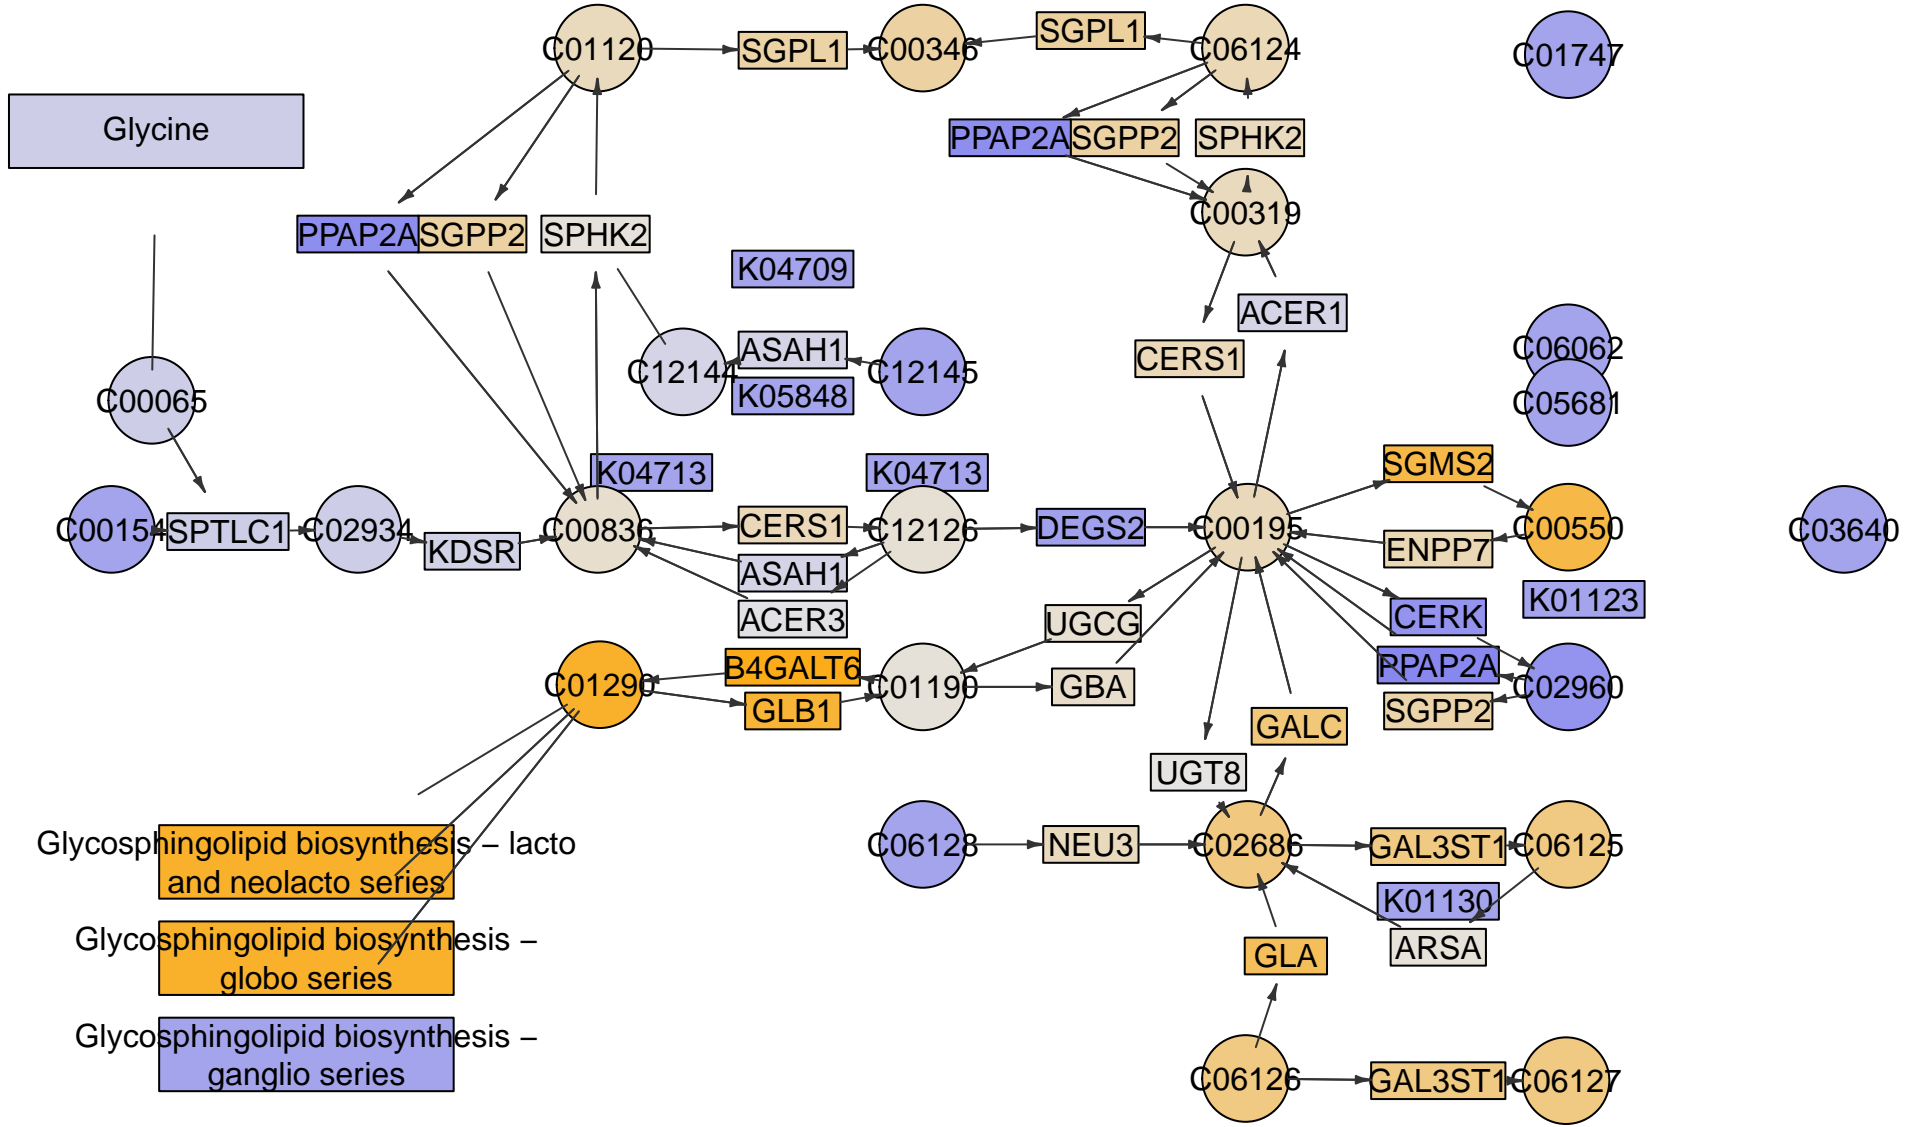 C01120
SGPL1
C00346
SGPL1
C06124
C01747
Glycine
PPAP2A
SGPP2
SPHK2
PPAP2A
SGPP2
SPHK2
C00319
K04709
ACER1
C12144
ASAH1
C12145
K05848
CERS1
C06062
C05681
C00065
K04713
K04713
SGMS2
C00154
SPTLC1
C02934
KDSR
C00836
CERS1
C12126
DEGS2
C00195
C00550
C03640
ENPP7
ASAH1
ACER3
UGCG
CERK
K01123
C01290
B4GALT6
GLB1
C01190
GBA
PPAP2A
SGPP2
C02960
GALC
UGT8
Glycosphingolipid biosynthesis – lacto
and neolacto series
C06128
NEU3
C02686
GAL3ST1
C06125
K01130
ARSA
Glycosphingolipid biosynthesis –
globo series
GLA
Glycosphingolipid biosynthesis –
ganglio series
C06126
GAL3ST1
C06127